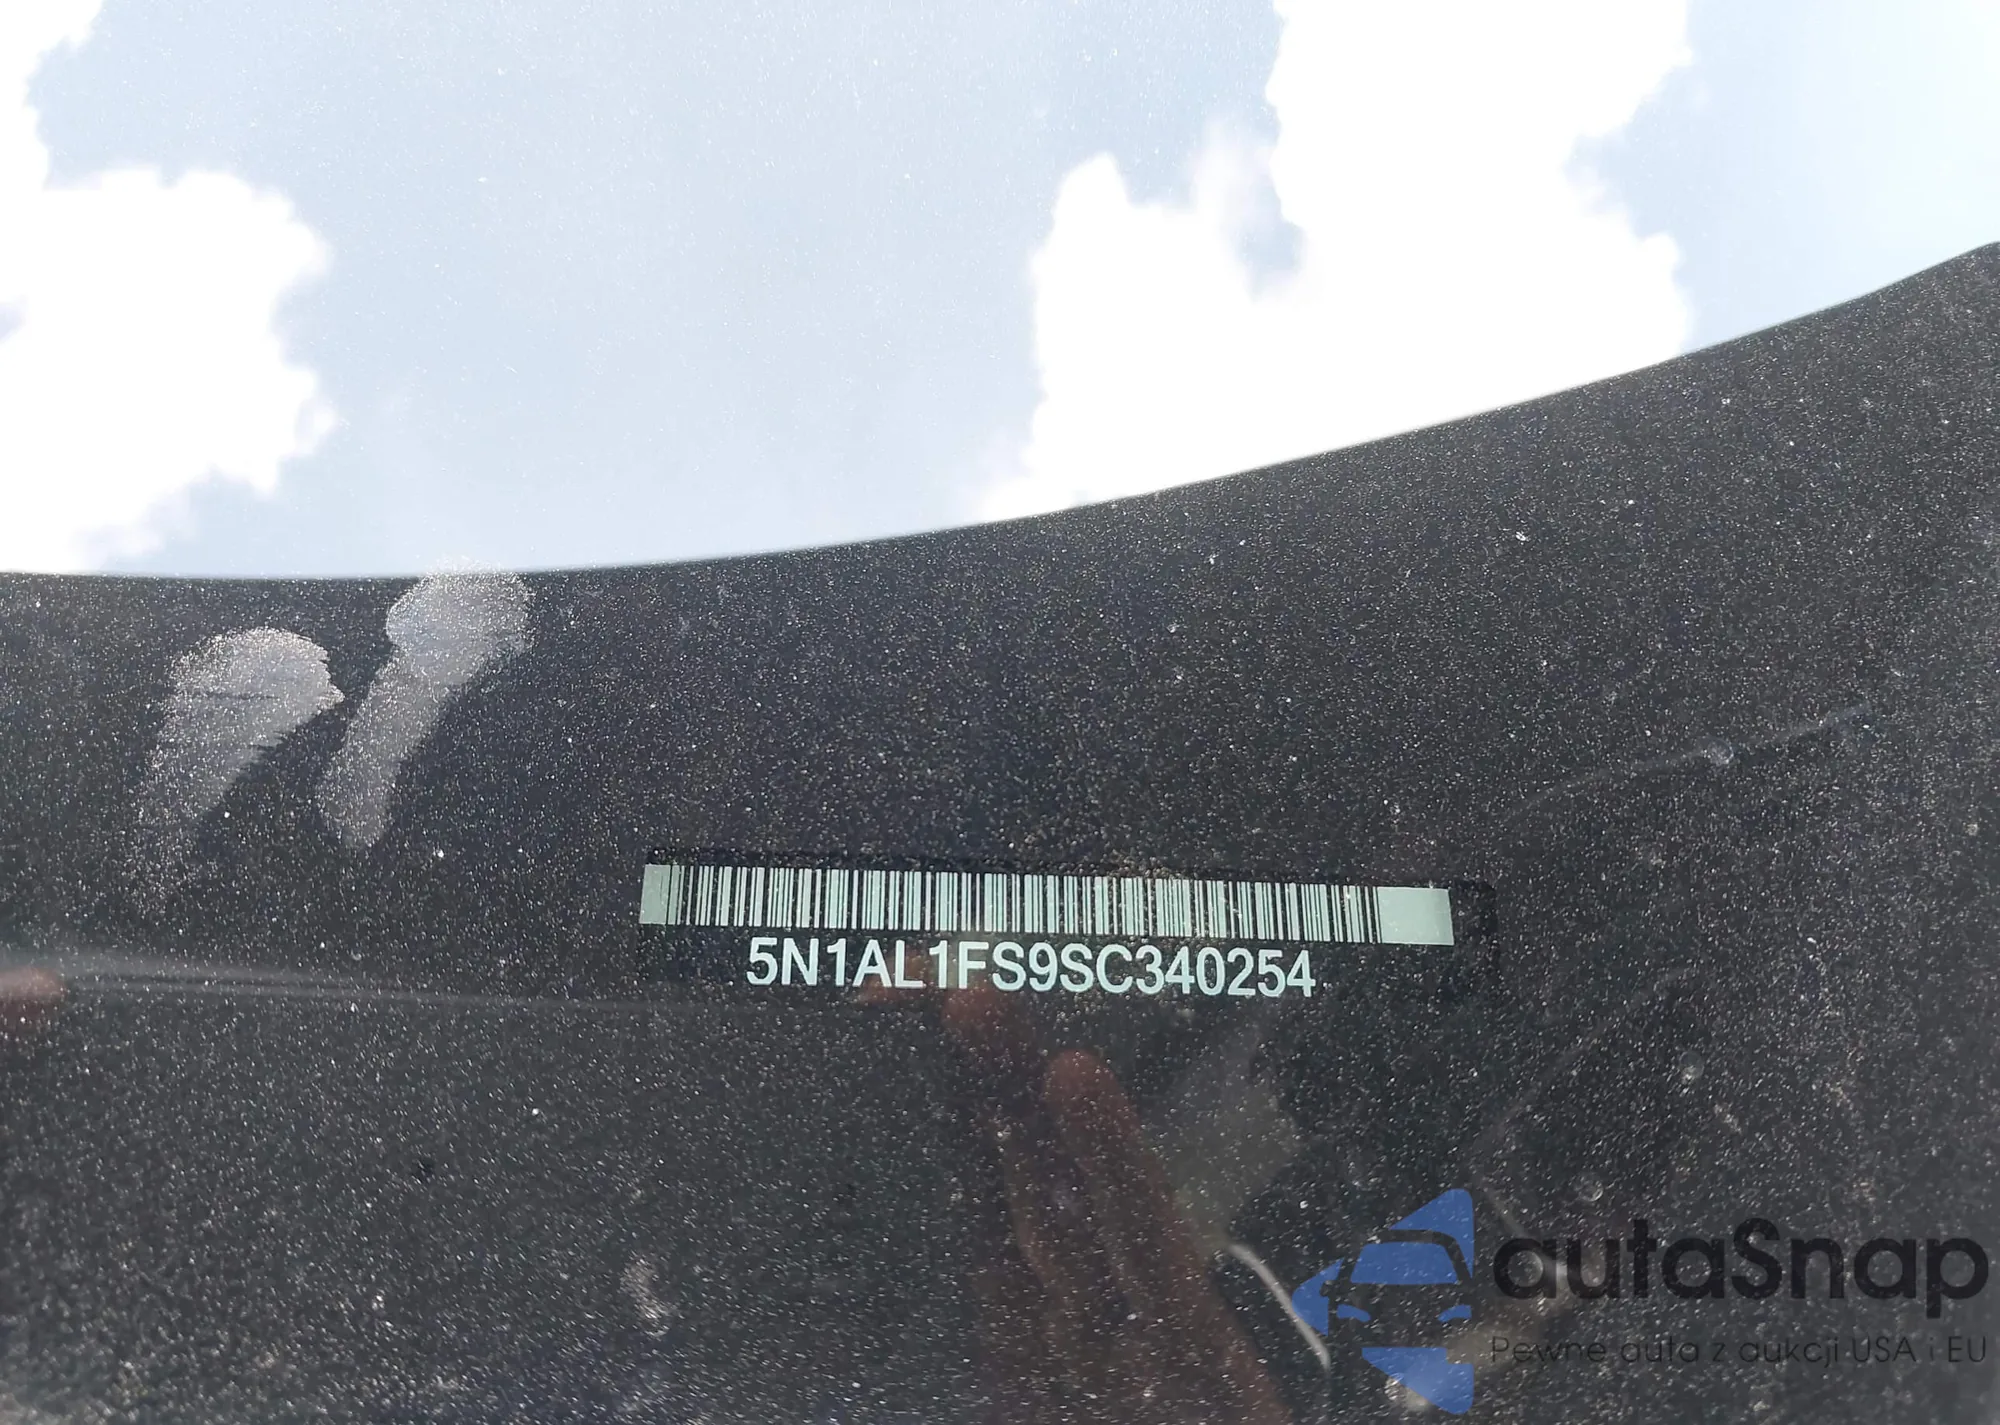 5N1AL1FS9SC340254
autaSnap
Pewne auta z aukcji USA i EU